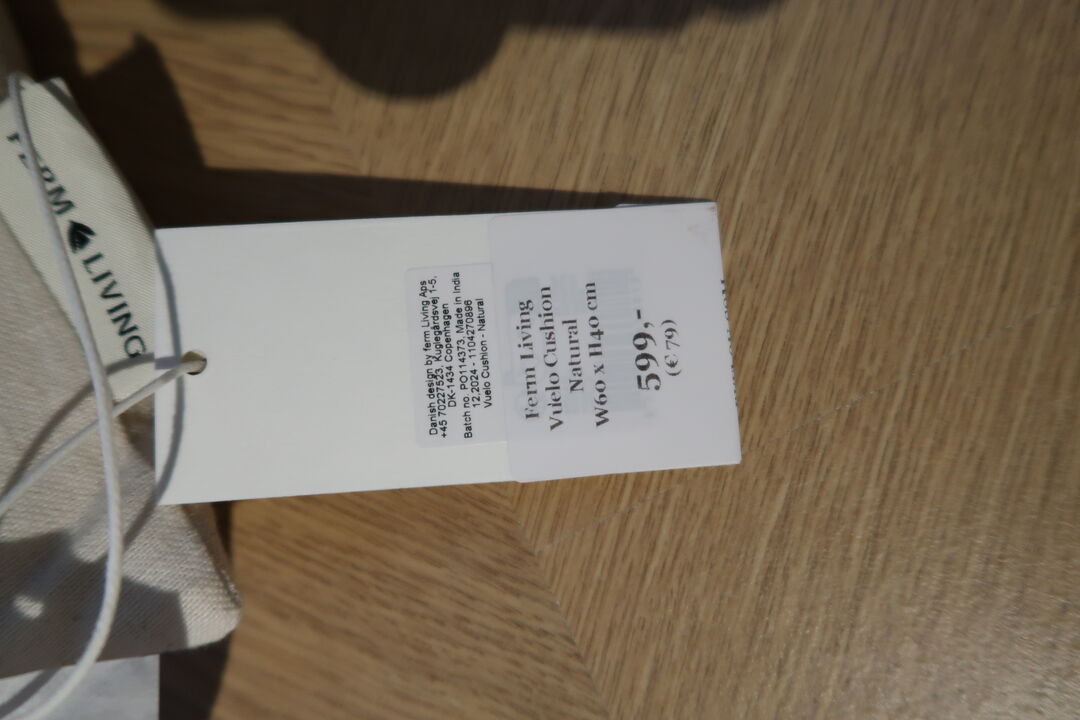 FERM LIVING
Danish design by ferm Living Aps
+45 70227523, Kuglegårdsvej 1-5,
DK-1434 Copenhagen
Batch no. PO114373, Made in India
12.2024 - 1104270896
Vuelo Cushion - Natural
Ferm Living
Vuelo Cushion
Natural
W60 x H40 cm
599,-
(€ 79)